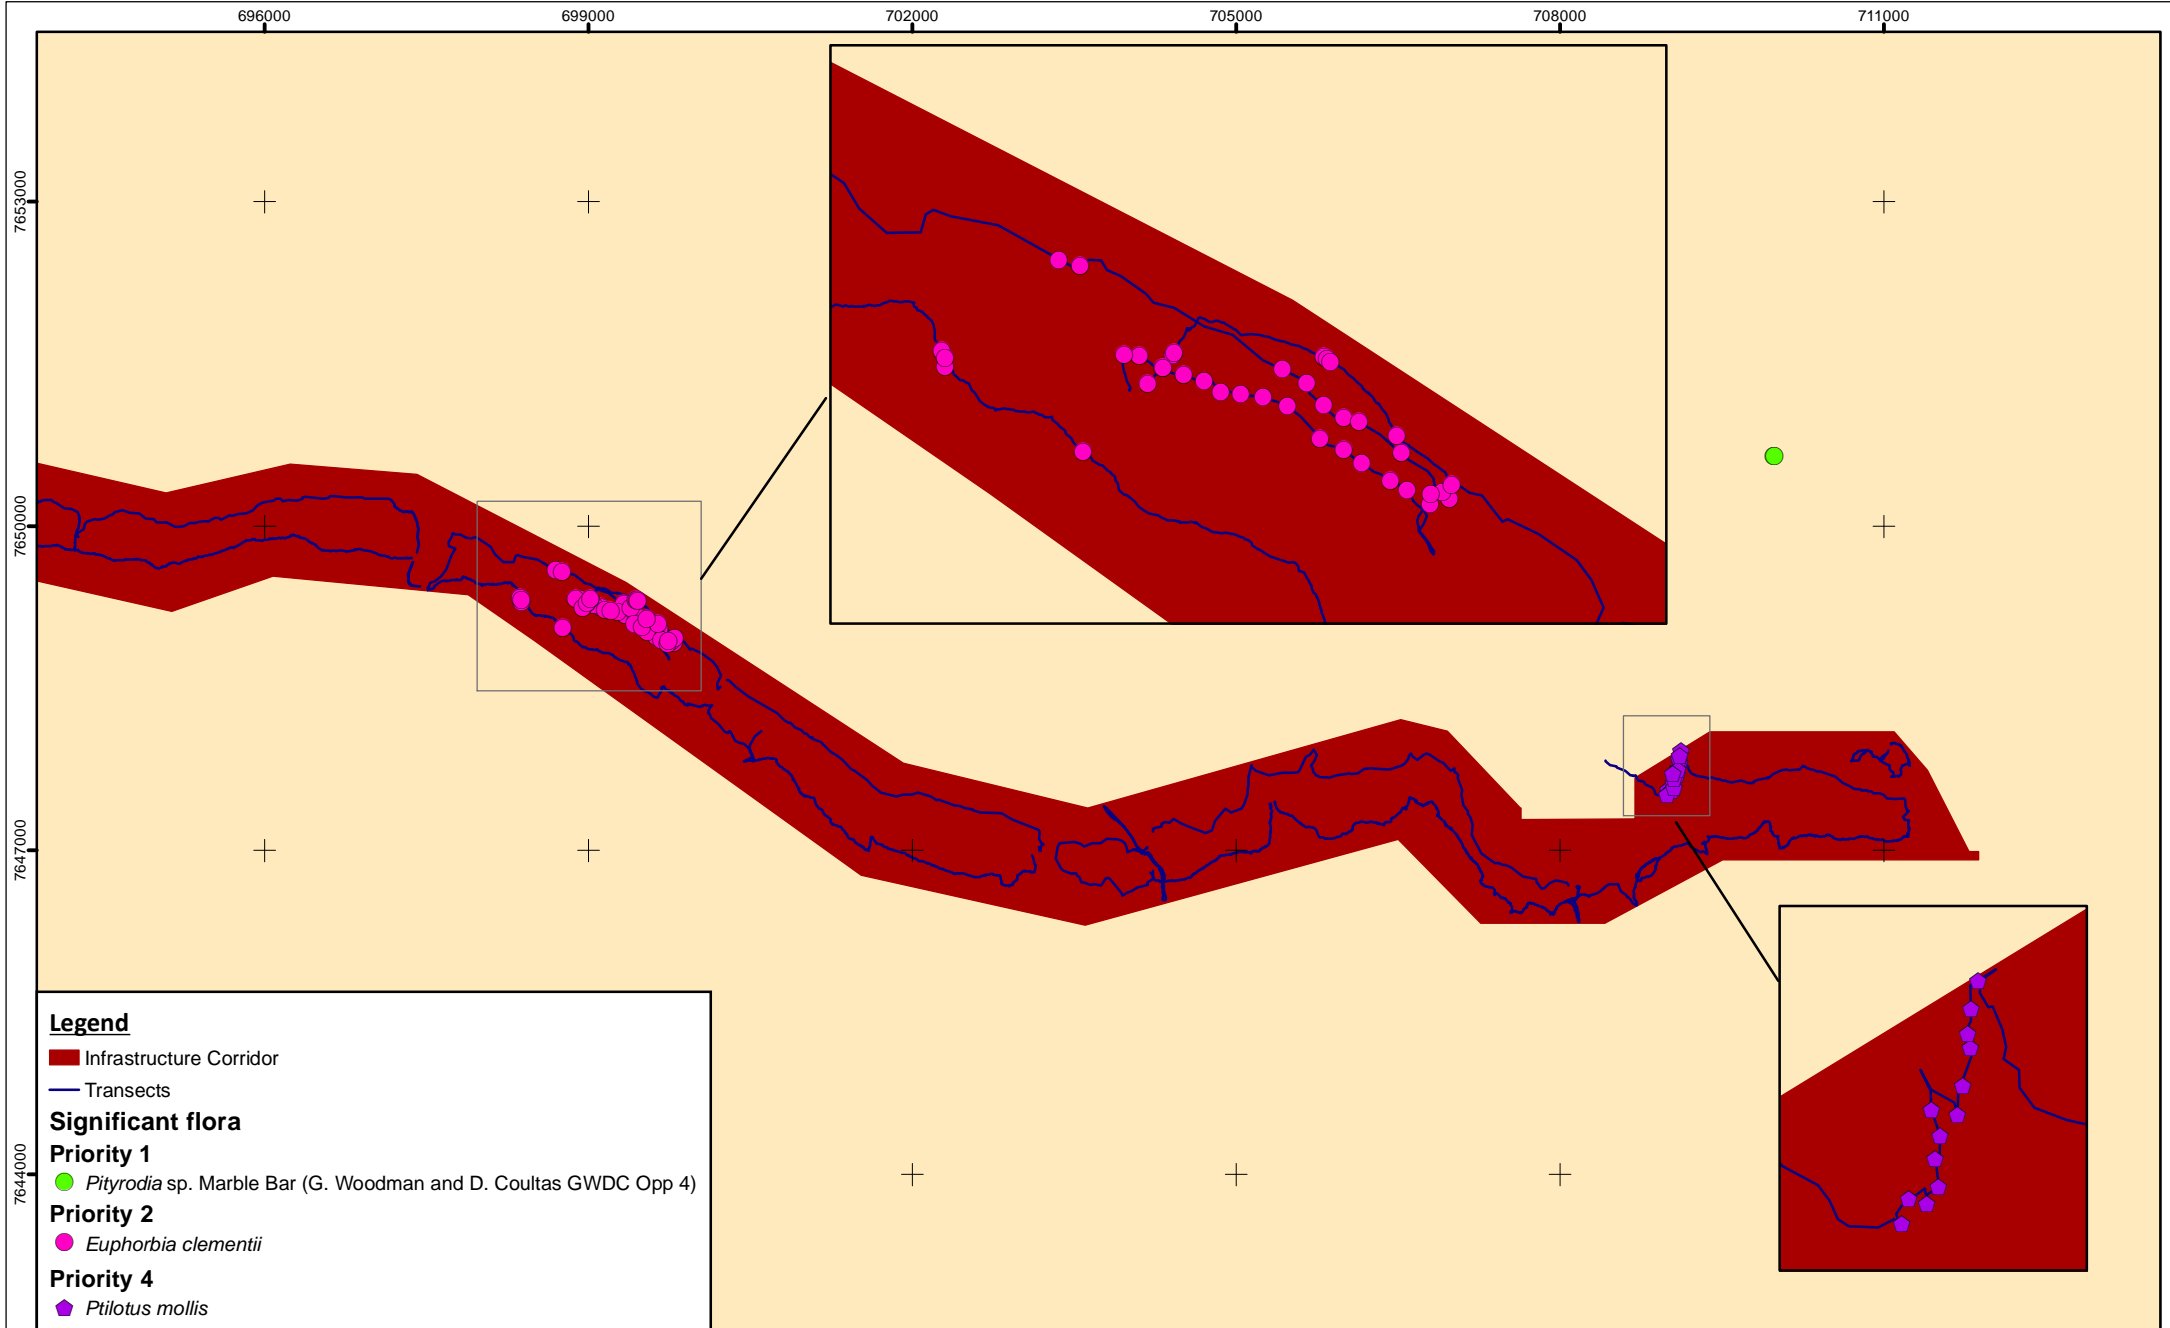 696000 699000 702000 705000 708000 711000
7653000
7650000
7647000
7644000
Legend
Infrastructure Corridor
Transects
Significant flora
Priority 1
Pityrodia sp. Marble Bar (G. Woodman and D. Coultas GWDC Opp 4)
Priority 2
Euphorbia clementii
Priority 4
Ptilotus mollis